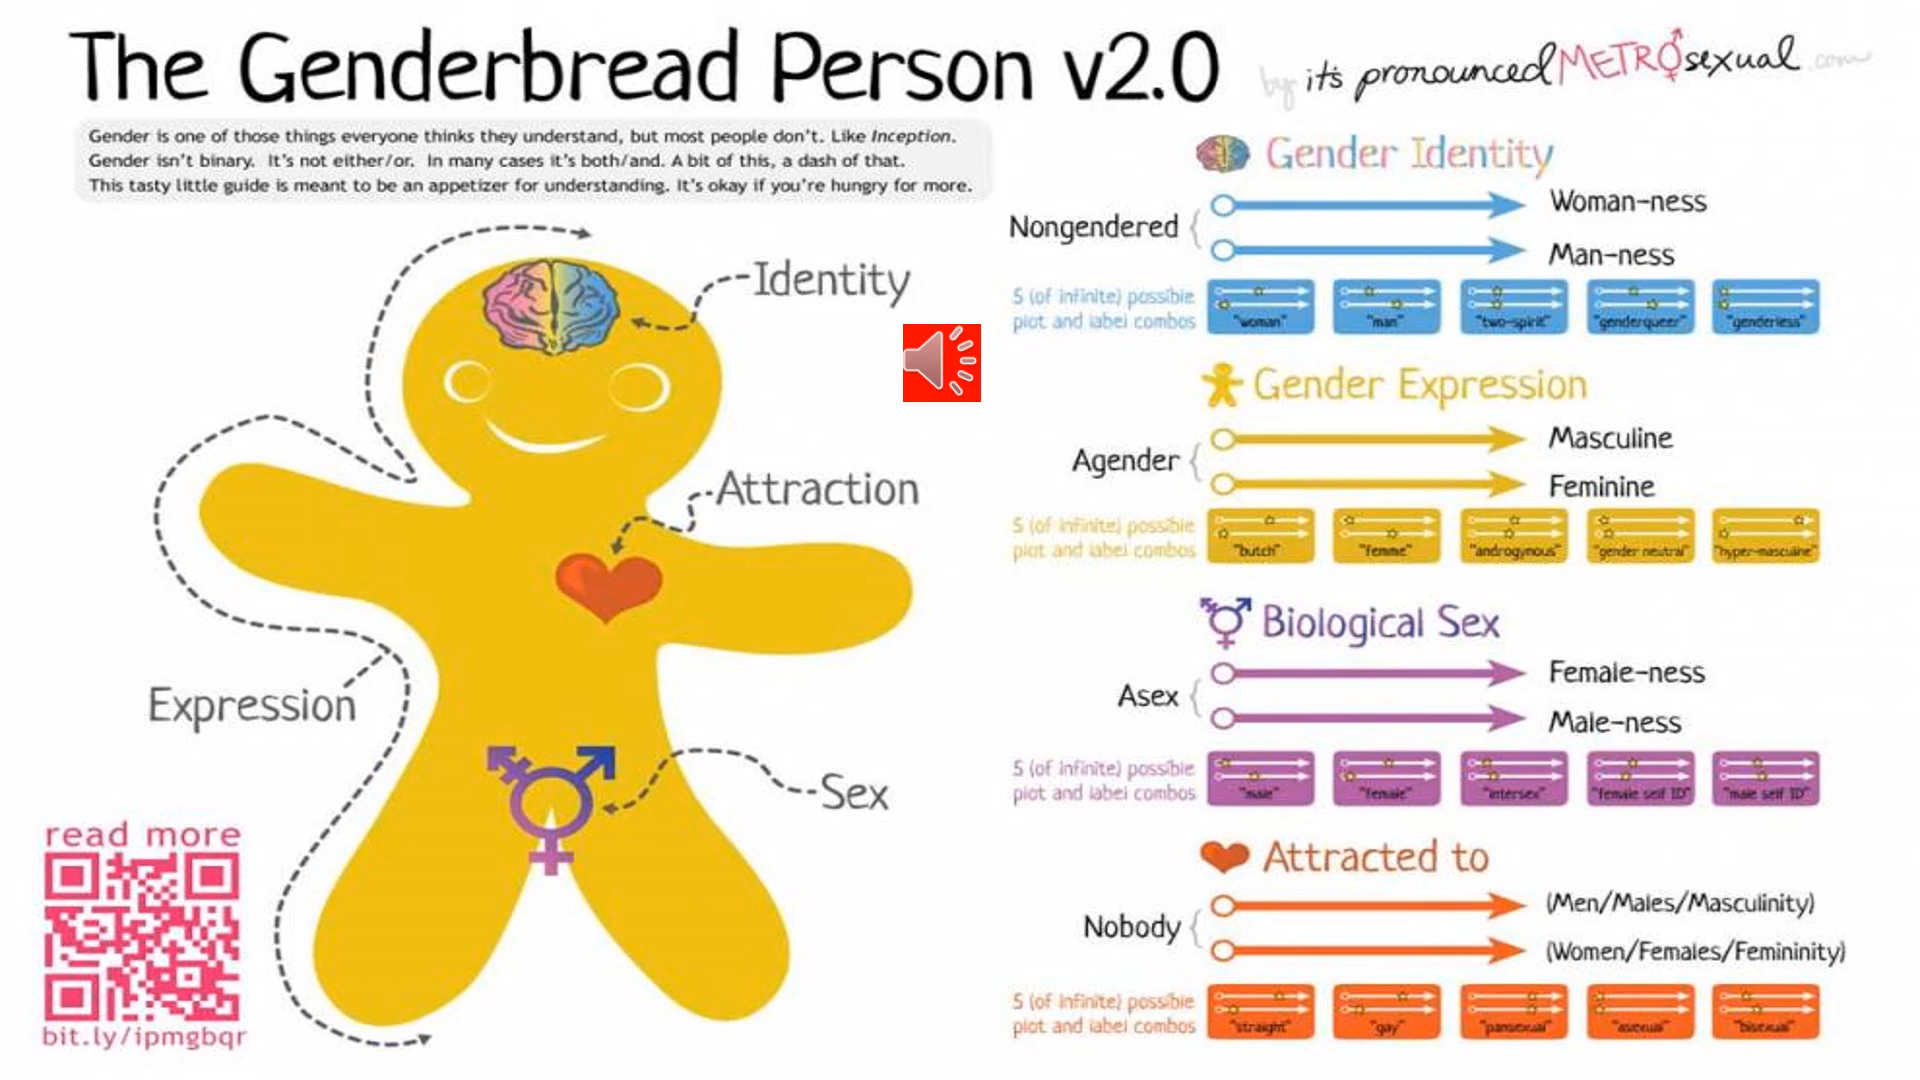 The Genderbread Person v2.0
by it's pronounced METROsexual.com
Gender is one of those things everyone thinks they understand, but most people don't. Like Inception.
Gender isn't binary. It's not either/or. In many cases it's both/and. A bit of this, a dash of that.
This tasty little guide is meant to be an appetizer for understanding. It's okay if you're hungry for more.
Identity
Attraction
Expression
Sex
read more
bit.ly/ipmgbqr
Gender Identity
Nongendered
Woman-ness
Man-ness
5 (of infinite) possible
plot and label combos
"woman" "man" "two-spirit" "genderqueer" "genderless"
Gender Expression
Agender
Masculine
Feminine
5 (of infinite) possible
plot and label combos
"butch" "femme" "androgynous" "gender neutral" "hyper-masculine"
Biological Sex
Asex
Female-ness
Male-ness
5 (of infinite) possible
plot and label combos
"male" "female" "intersex" "female self ID" "male self ID"
Attracted to
Nobody
(Men/Males/Masculinity)
(Women/Females/Femininity)
5 (of infinite) possible
plot and label combos
"straight" "gay" "pansexual" "asexual" "bisexual"